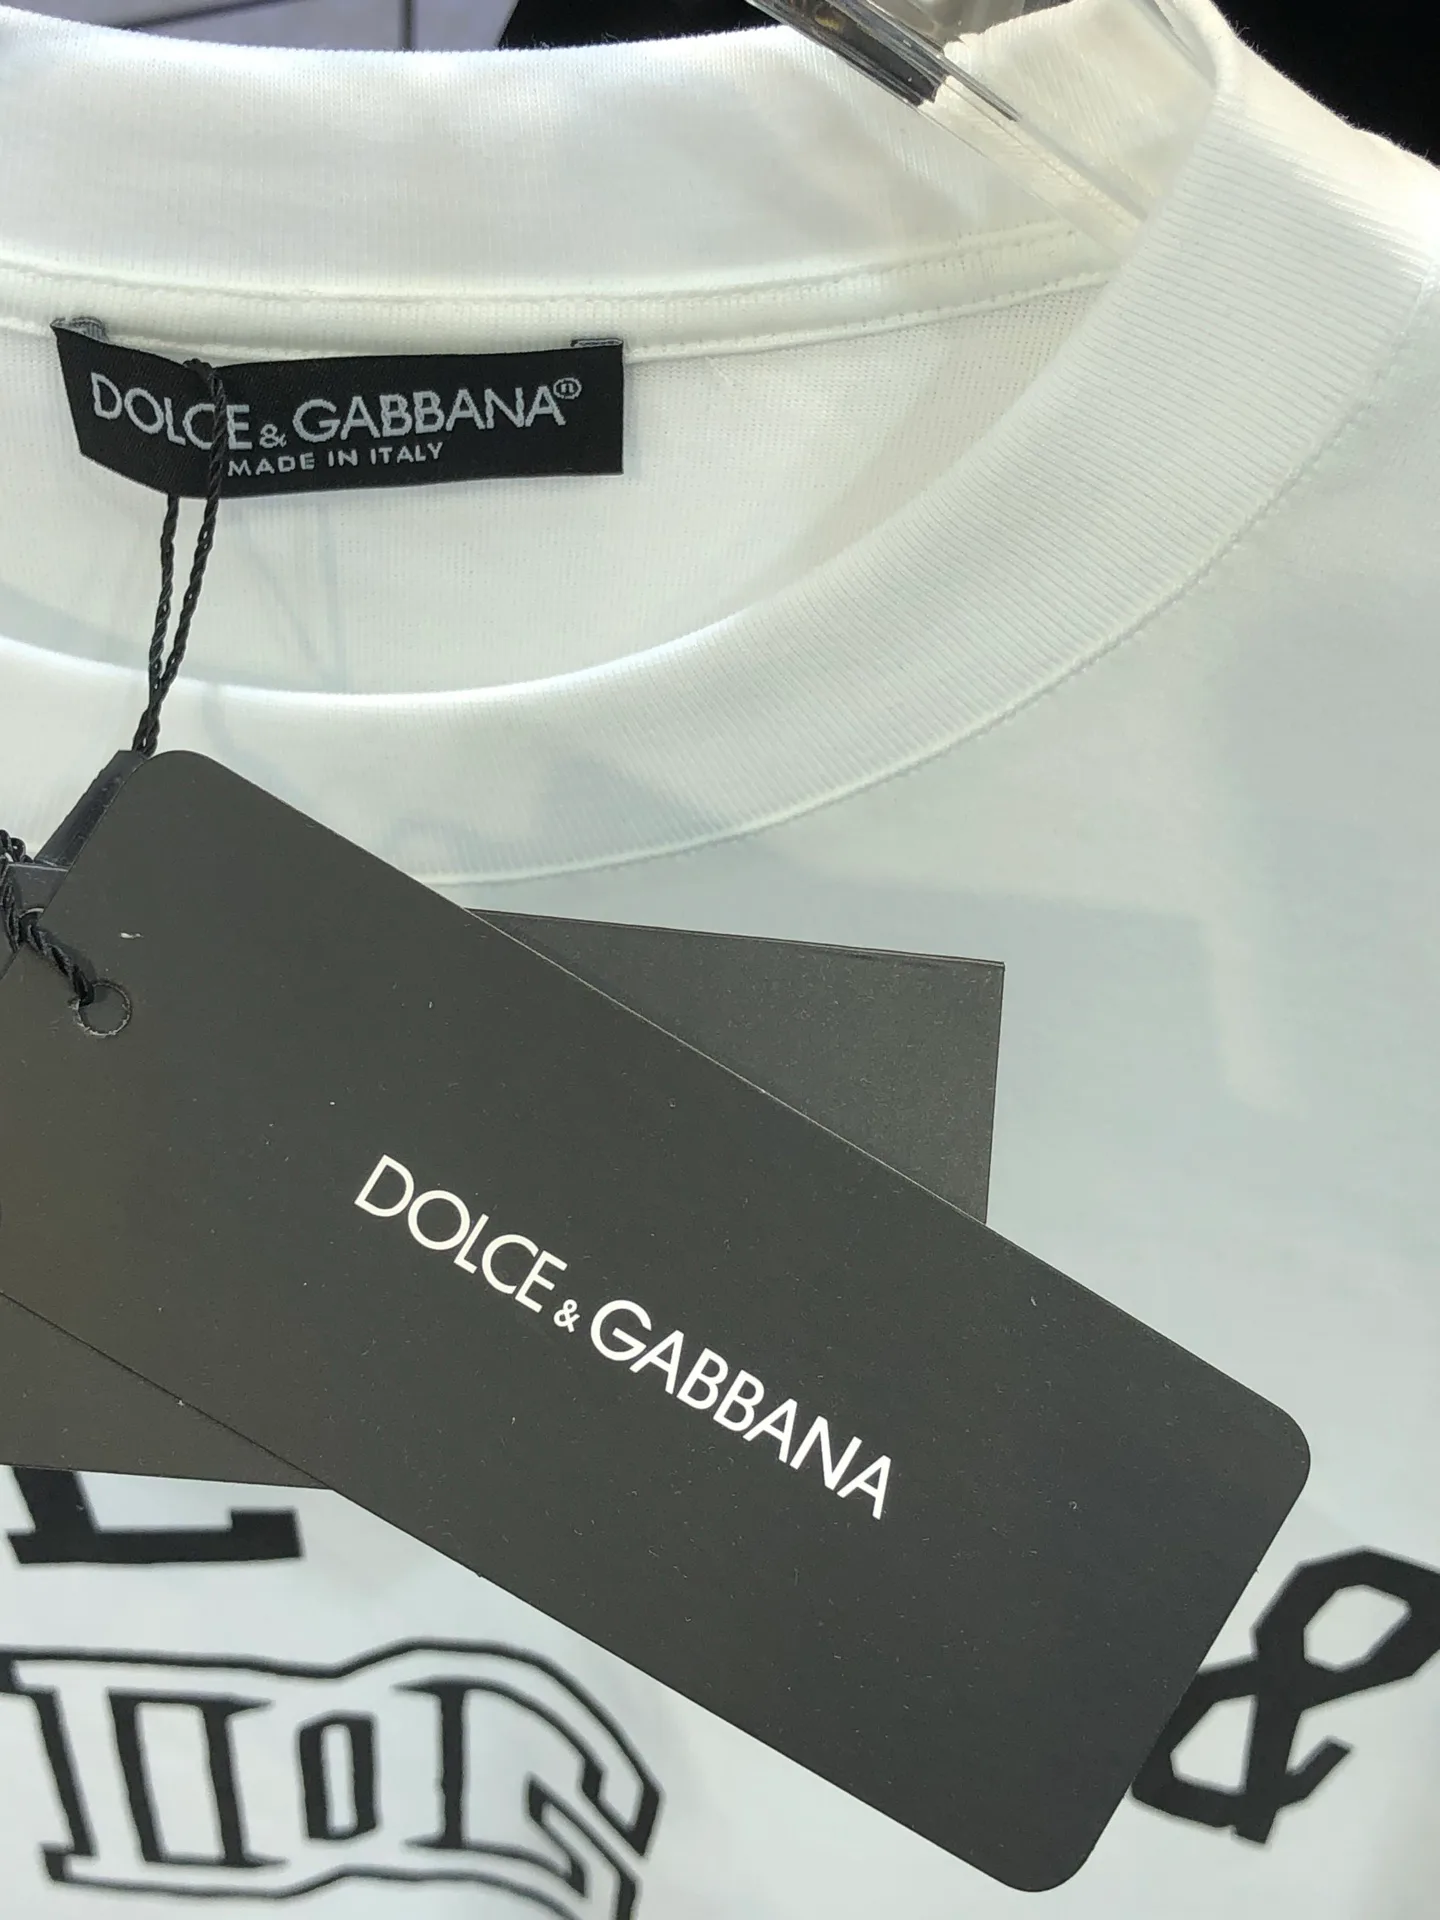 DOLCE & GABBANA®
MADE IN ITALY
DOLCE & GABBANA
&